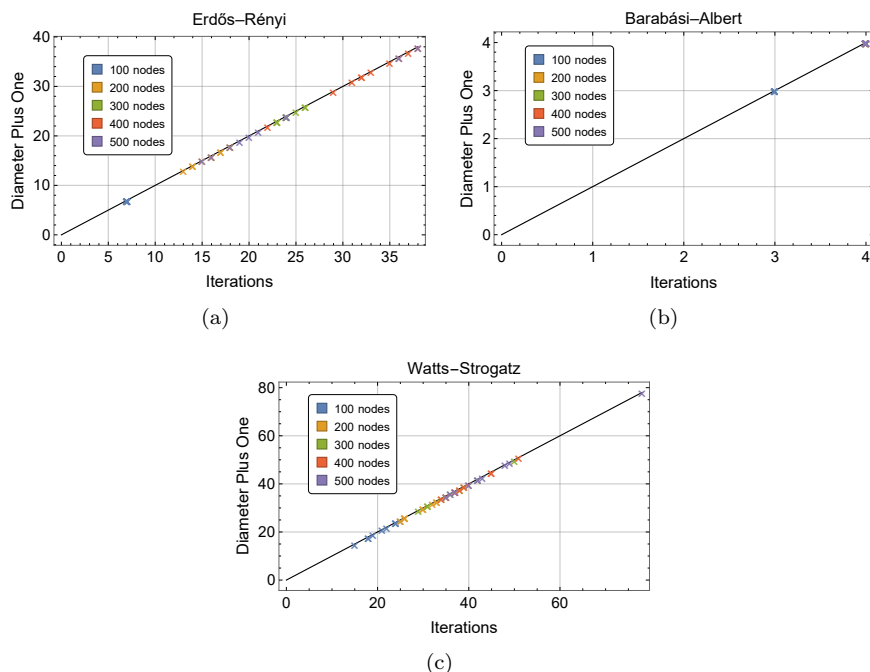 Erdős–Rényi
Diameter Plus One
40
30
20
10
0
100 nodes
200 nodes
300 nodes
400 nodes
500 nodes
0 5 10 15 20 25 30 35
Iterations
(a)
Barabási–Albert
Diameter Plus One
4
3
2
1
0
100 nodes
200 nodes
300 nodes
400 nodes
500 nodes
0 1 2 3 4
Iterations
(b)
Watts–Strogatz
Diameter Plus One
80
60
40
20
0
100 nodes
200 nodes
300 nodes
400 nodes
500 nodes
0 20 40 60
Iterations
(c)